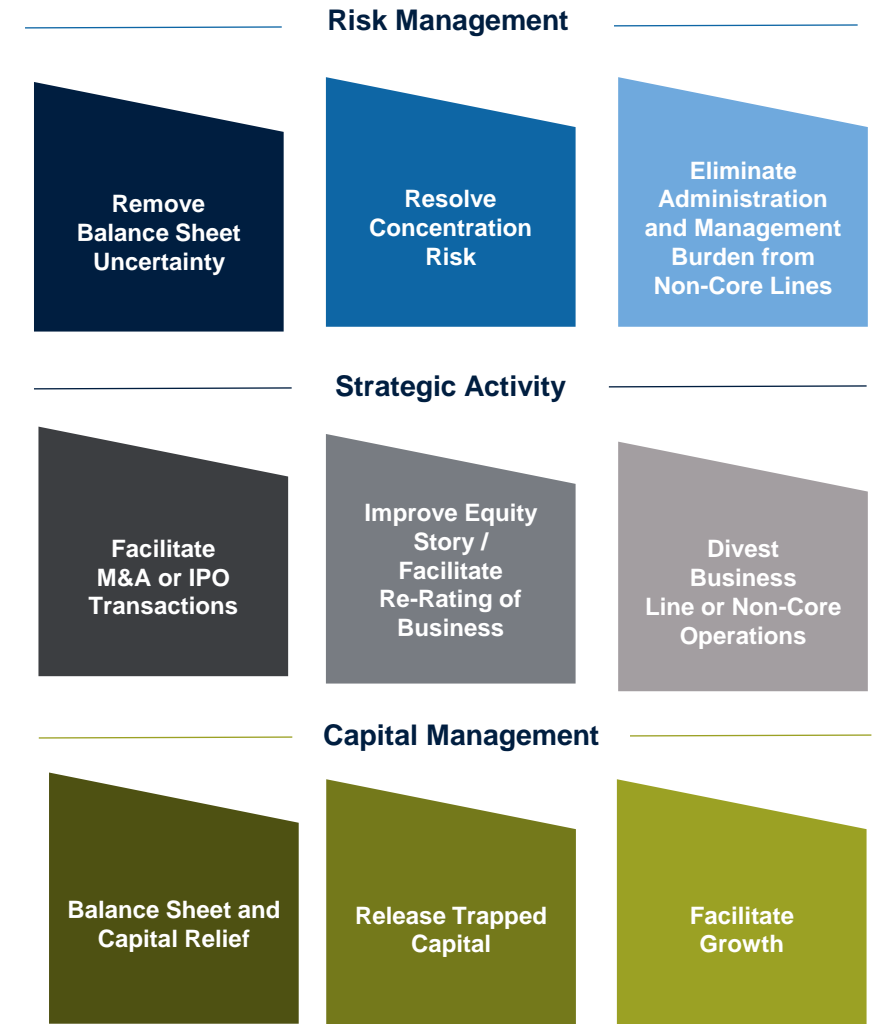 Risk Management
Remove
Balance Sheet
Uncertainty
Resolve
Concentration
Risk
Eliminate
Administration
and Management
Burden from
Non-Core Lines
Strategic Activity
Facilitate
M&A or IPO
Transactions
Improve Equity
Story /
Facilitate
Re-Rating of
Business
Divest
Business
Line or Non-Core
Operations
Capital Management
Balance Sheet and
Capital Relief
Release Trapped
Capital
Facilitate
Growth